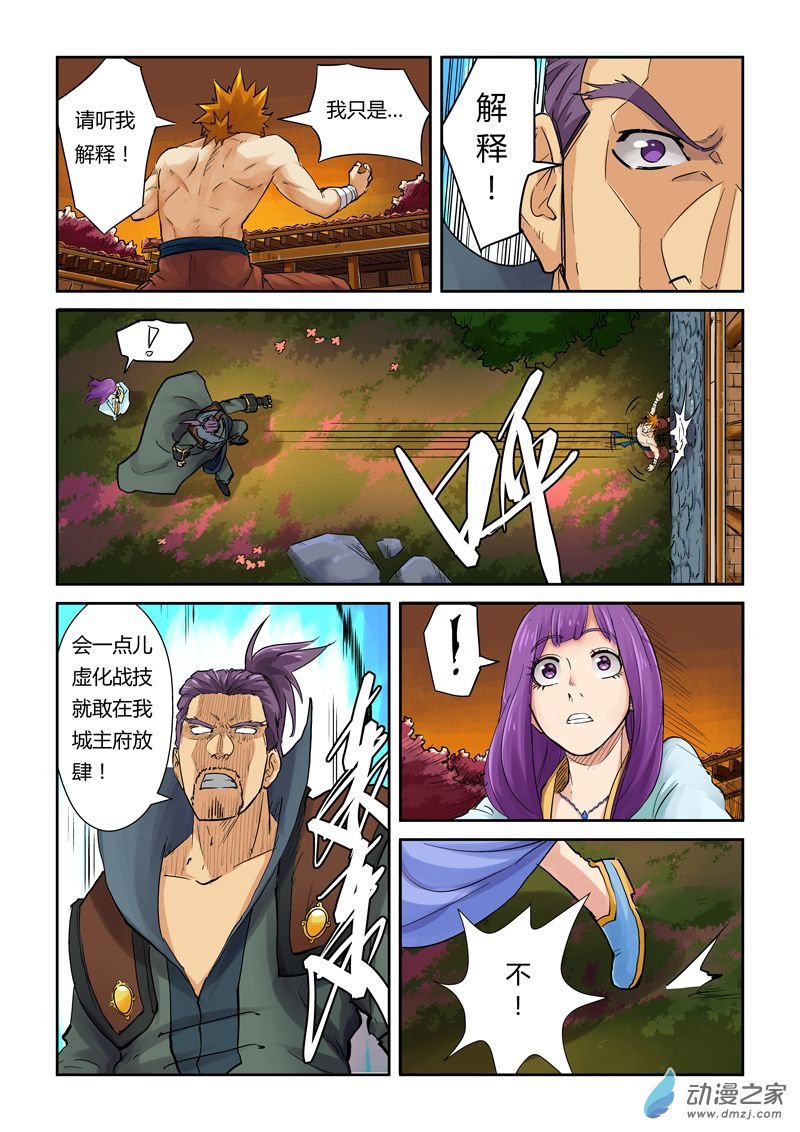 请听我
解释！
我只是...
解
释
！
！
呯
会一点儿
虚化战技
就敢在我
城主府放
肆！
！
不
！
动漫之家
www.dmzj.com